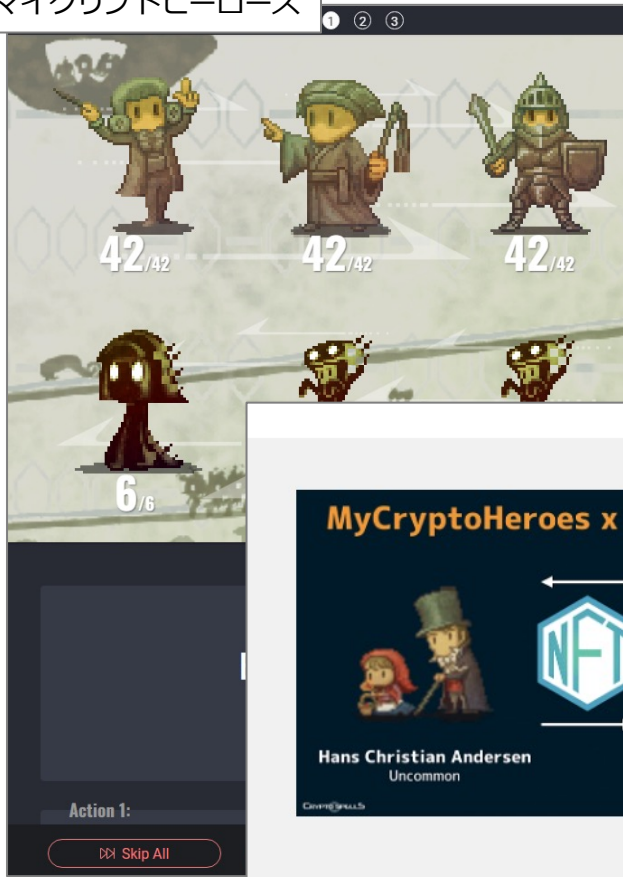 マイクリプトヒーローズ
1 2 3
42/42
42/42
42/42
6/6
MyCryptoHeroes x
NFT
Hans Christian Andersen
Uncommon
CRYPTOSPELLS
Action 1:
Skip All